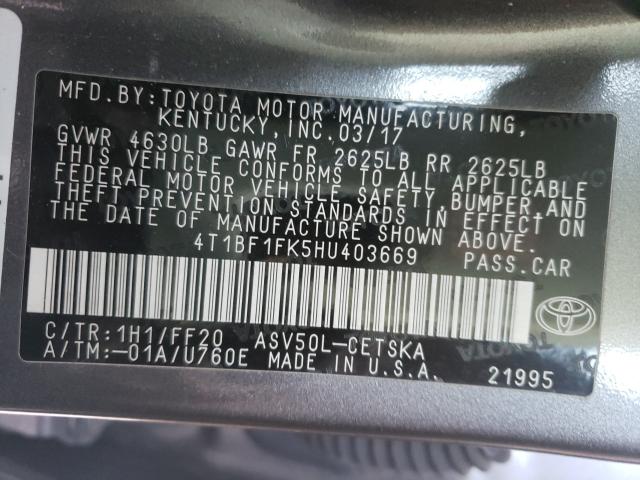 MFD.BY:TOYOTA MOTOR MANUFACTURING,
KENTUCKY, INC. 03/17
GVWR 4630LB GAWR FR 2625LB RR 2625LB
THIS VEHICLE CONFORMS TO ALL APPLICABLE
FEDERAL MOTOR VEHICLE SAFETY, BUMPER, AND
THEFT PREVENTION STANDARDS IN EFFECT ON
THE DATE OF MANUFACTURE SHOWN ABOVE.
4T1BF1FK5HU403669 PASS.CAR
C/TR:1H1/FF20 ASV50L-CETSKA
A/TM:-01A/U760E MADE IN U.S.A. 21995